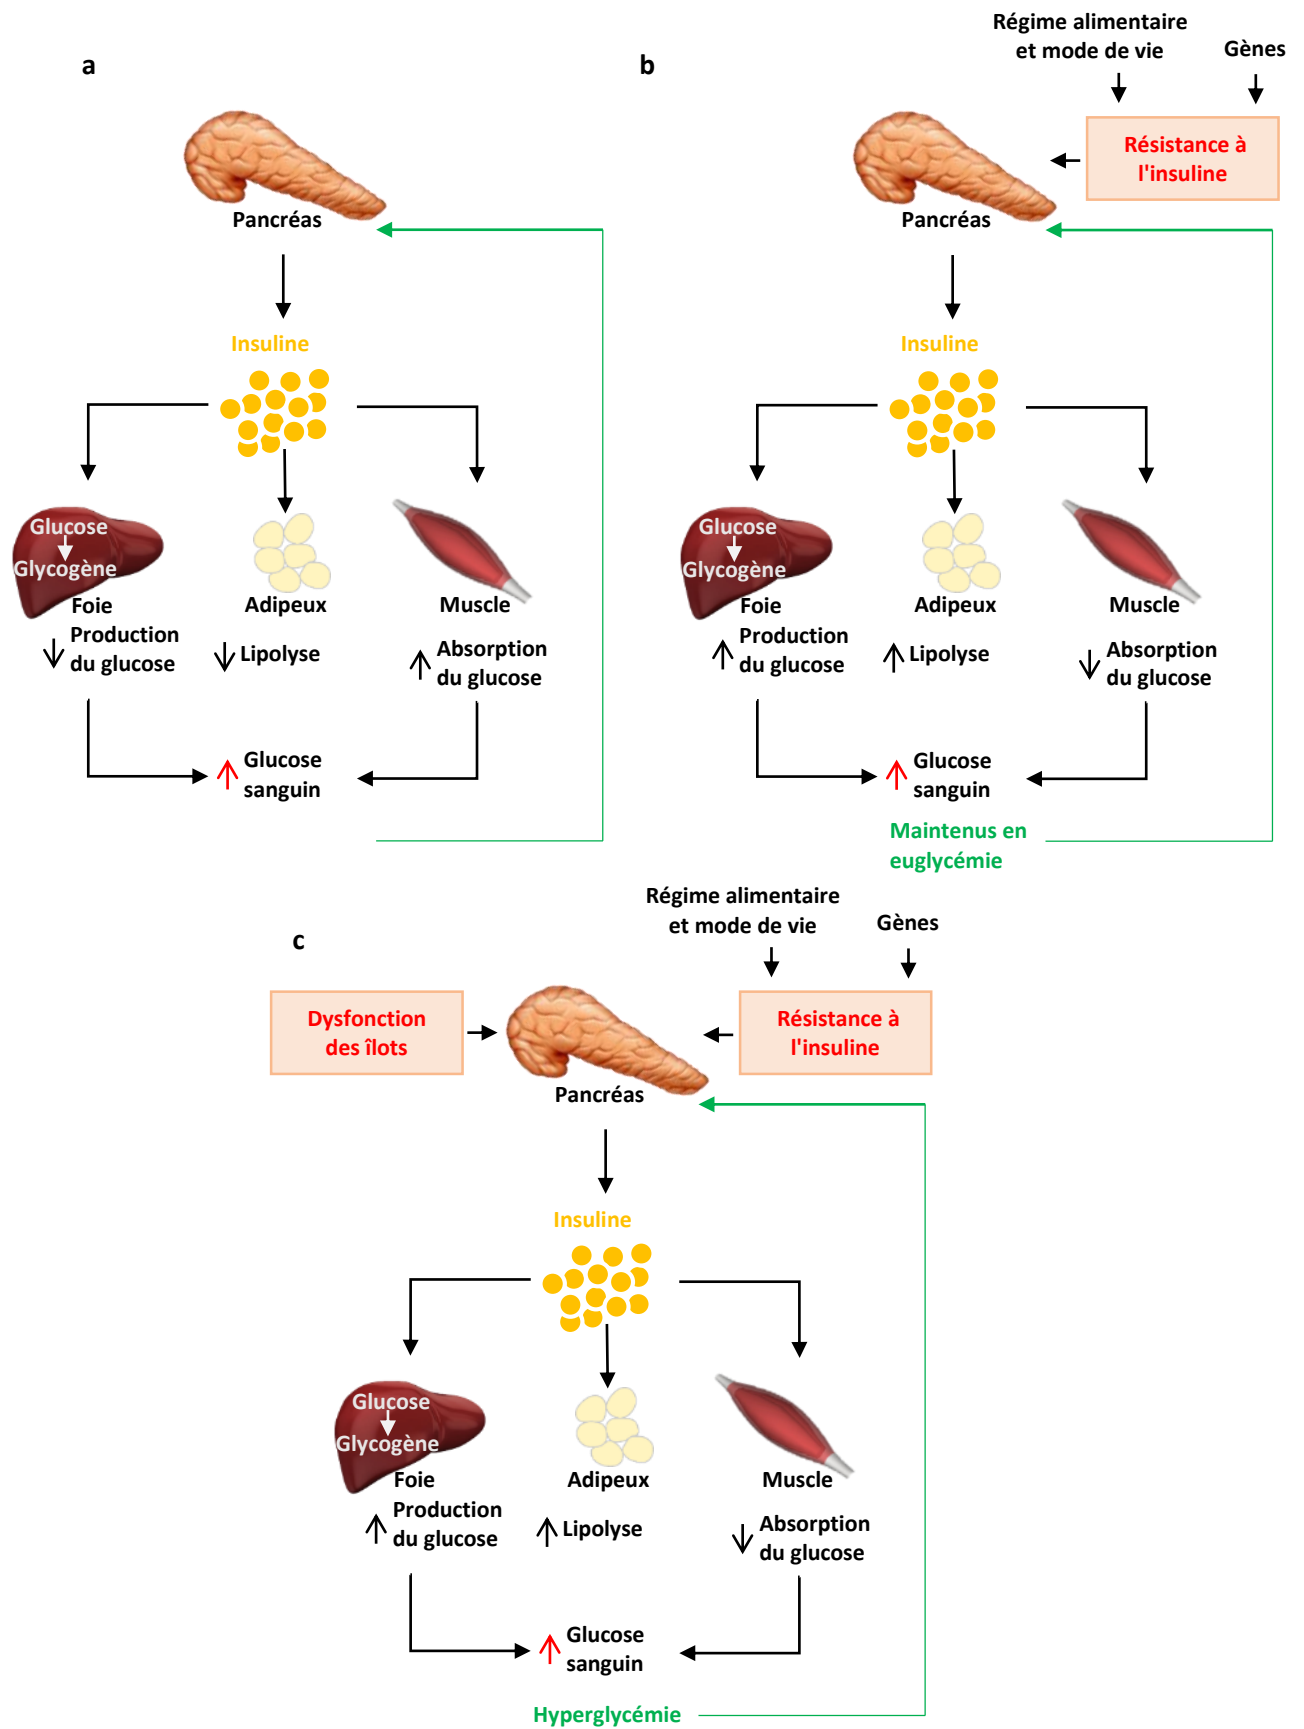 a
Pancréas
Insuline
Glucose
Glycogène
Foie
Adipeux
Muscle
Production
du glucose
Lipolyse
Absorption
du glucose
Glucose
sanguin
b
Régime alimentaire
et mode de vie
Gènes
Résistance à
l'insuline
Pancréas
Insuline
Glucose
Glycogène
Foie
Adipeux
Muscle
Production
du glucose
Lipolyse
Absorption
du glucose
Glucose
sanguin
Maintenus en
euglycémie
c
Régime alimentaire
et mode de vie
Gènes
Dysfonction
des îlots
Résistance à
l'insuline
Pancréas
Insuline
Glucose
Glycogène
Foie
Adipeux
Muscle
Production
du glucose
Lipolyse
Absorption
du glucose
Glucose
sanguin
Hyperglycémie